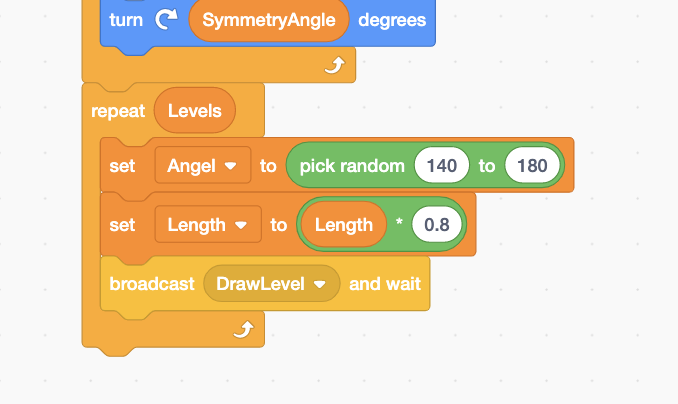 turn SymmetryAngle degrees
repeat Levels
set Angel to pick random 140 to 180
set Length to Length * 0.8
broadcast DrawLevel and wait